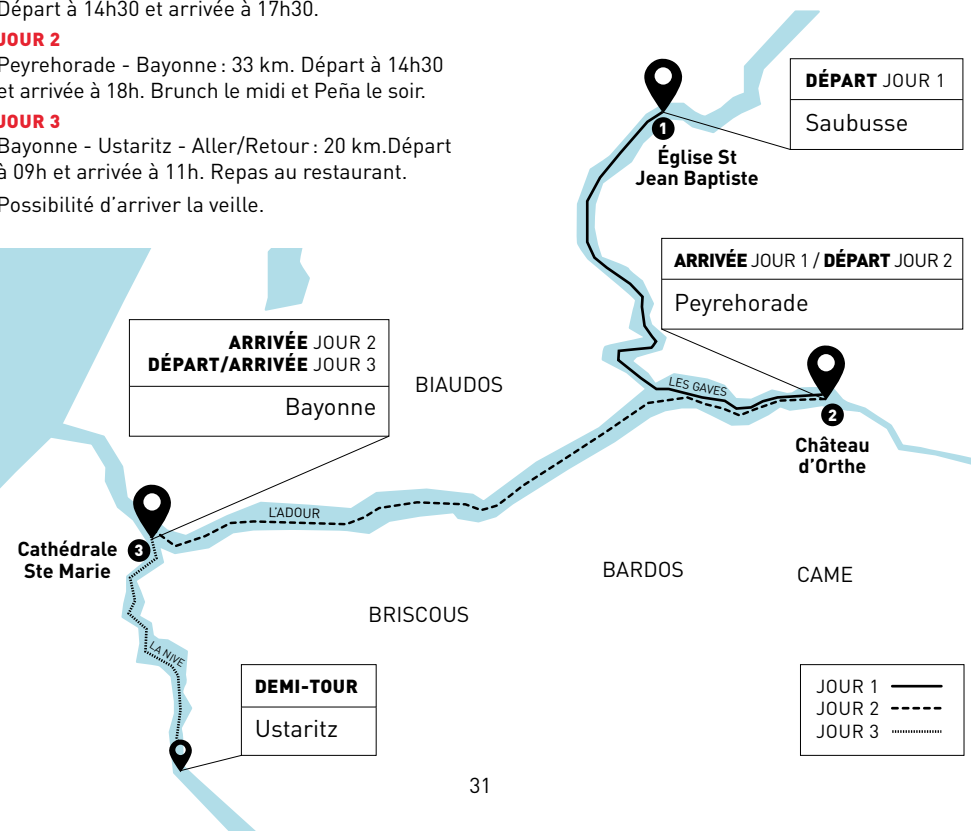 Départ à 14h30 et arrivée à 17h30.
JOUR 2
Peyrehorade - Bayonne : 33 km. Départ à 14h30
et arrivée à 18h. Brunch le midi et Peña le soir.
JOUR 3
Bayonne - Ustaritz - Aller/Retour : 20 km.Départ
à 09h et arrivée à 11h. Repas au restaurant.
Possibilité d'arriver la veille.
DÉPART JOUR 1
Saubusse
1
Église St
Jean Baptiste
ARRIVÉE JOUR 1 / DÉPART JOUR 2
Peyrehorade
ARRIVÉE JOUR 2
DÉPART/ARRIVÉE JOUR 3
Bayonne
BIAUDOS
LES GAVES
2
Château
d'Orthe
L'ADOUR
Cathédrale
Ste Marie
3
BARDOS
CAME
BRISCOUS
LA NIVE
DEMI-TOUR
Ustaritz
JOUR 1
JOUR 2
JOUR 3
31